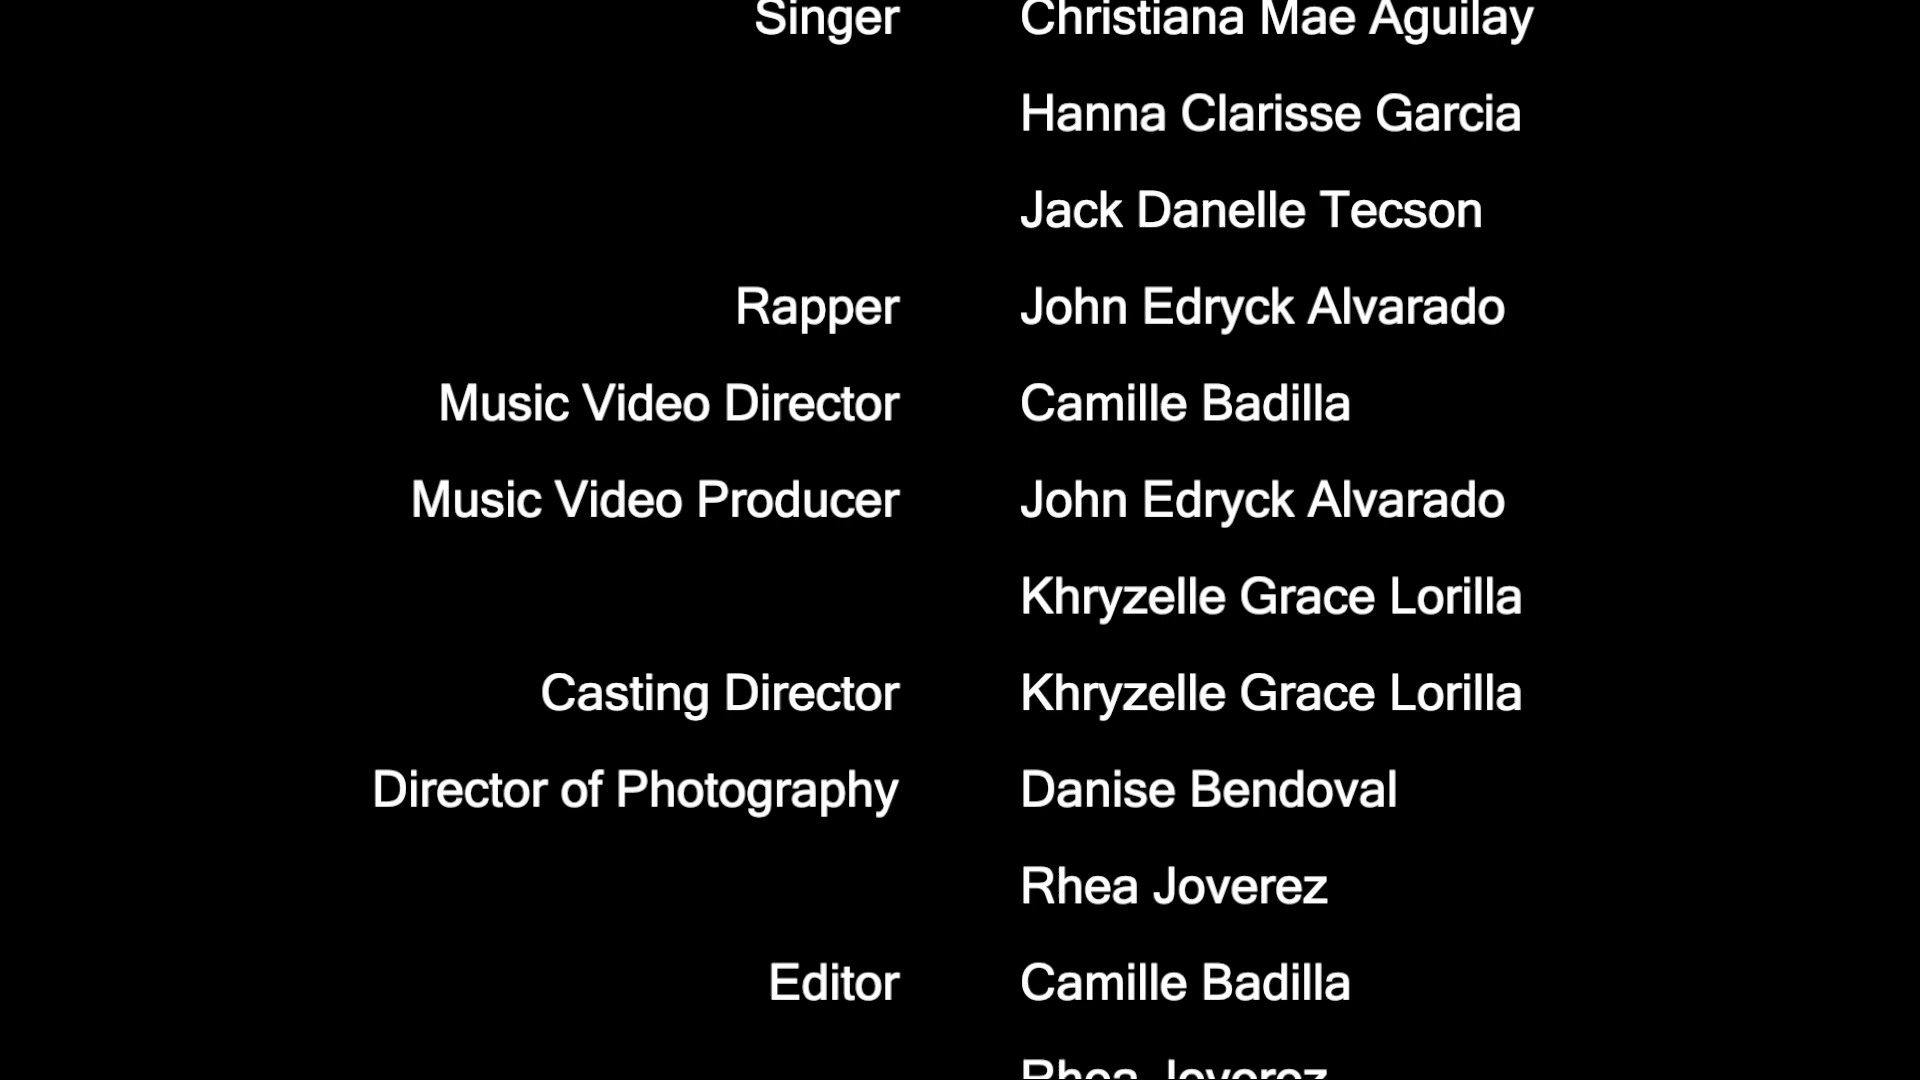 Singer Christiana Mae Aguilay
Hanna Clarisse Garcia
Jack Danelle Tecson
Rapper John Edryck Alvarado
Music Video Director Camille Badilla
Music Video Producer John Edryck Alvarado
Khryzelle Grace Lorilla
Casting Director Khryzelle Grace Lorilla
Director of Photography Danise Bendoval
Rhea Joverez
Editor Camille Badilla
Rhea Joverez